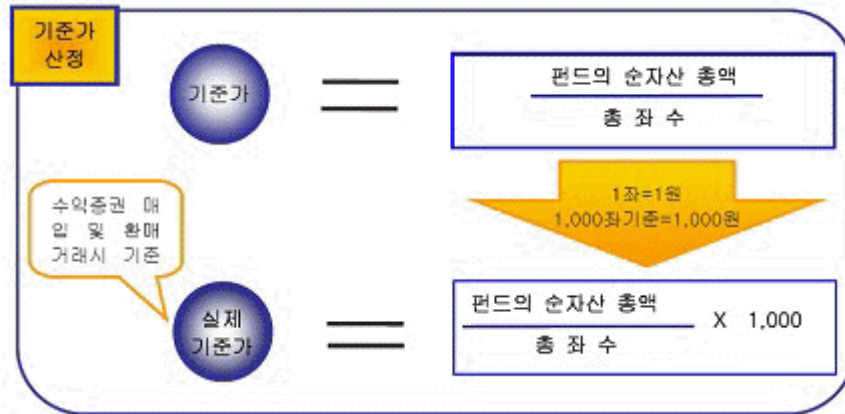 기준가
산정
기준가
펀드의 순자산 총액
총 좌 수
1좌=1원
1,000좌기준=1,000원
수익증권 매
입 및 환매
거래시 기준
실제
기준가
펀드의 순자산 총액
총 좌 수
X 1,000